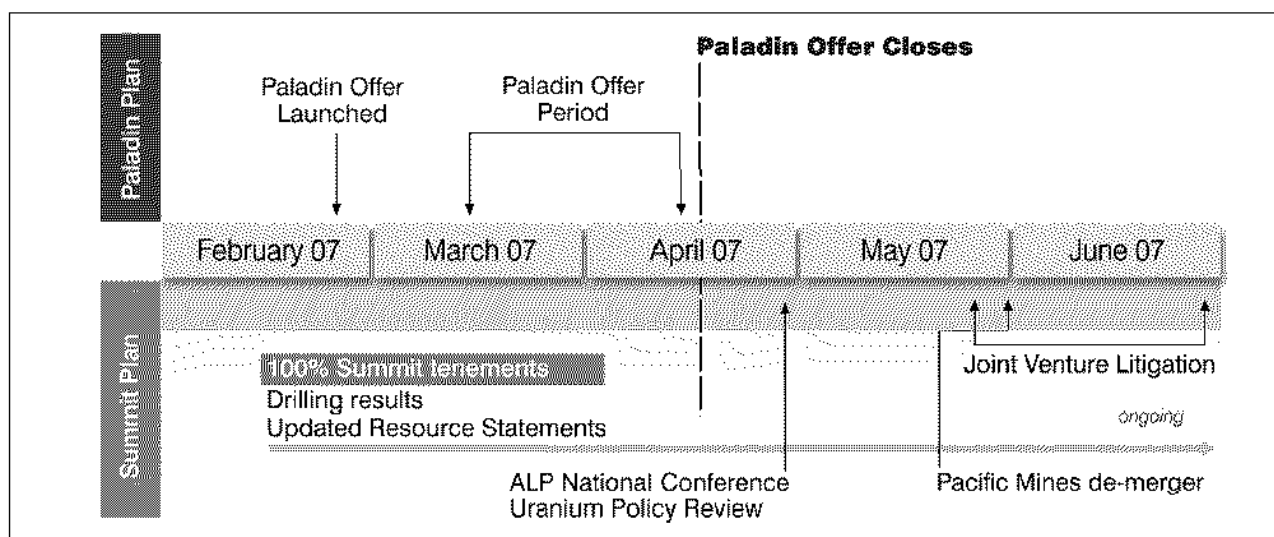 Paladin Plan
Paladin Offer Closes
Paladin Offer
Launched
Paladin Offer
Period
February 07
March 07
April 07
May 07
June 07
Summit Plan
100% Summit tenements
Drilling results
Updated Resource Statements
Joint Venture Litigation
ongoing
ALP National Conference
Uranium Policy Review
Pacific Mines de-merger